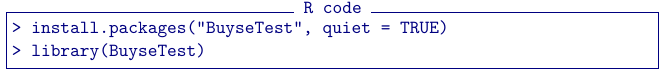 R code
> install.packages("BuyseTest", quiet = TRUE)
> library(BuyseTest)